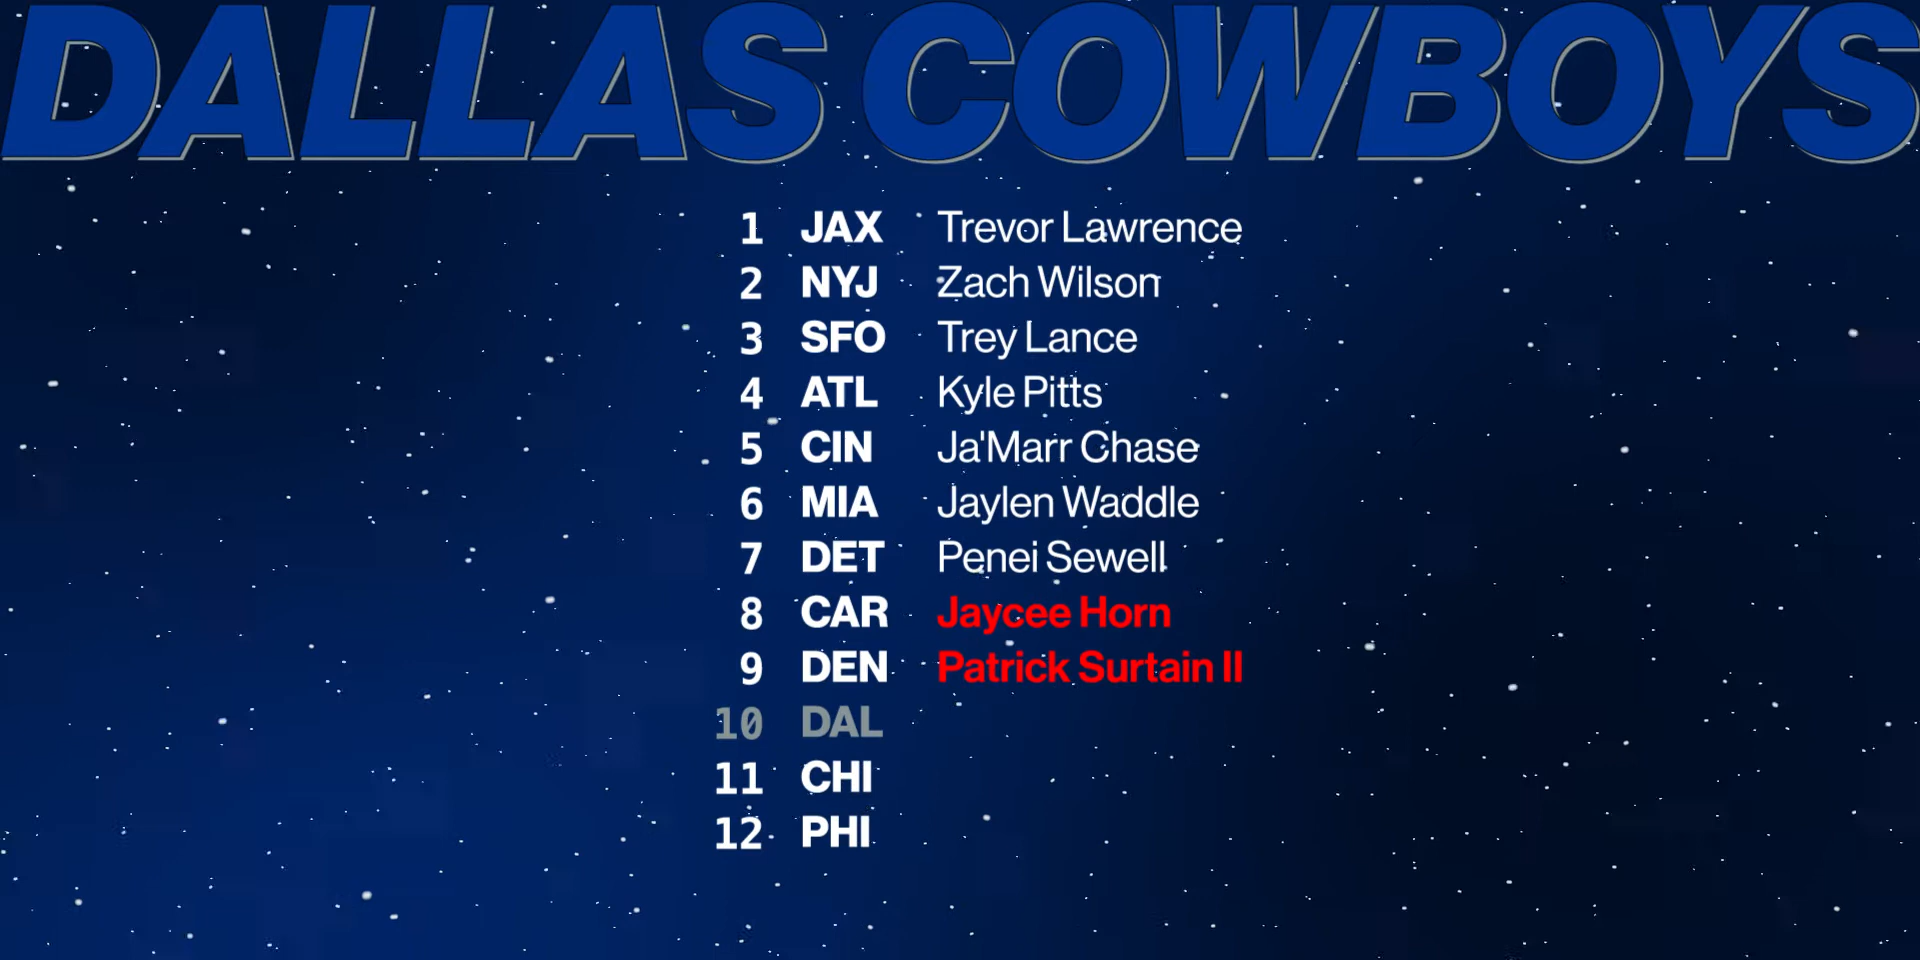 DALLAS COWBOYS
1 JAX Trevor Lawrence
2 NYJ Zach Wilson
3 SFO Trey Lance
4 ATL Kyle Pitts
5 CIN Ja'Marr Chase
6 MIA Jaylen Waddle
7 DET Penei Sewell
8 CAR Jaycee Horn
9 DEN Patrick Surtain II
10 DAL
11 CHI
12 PHI